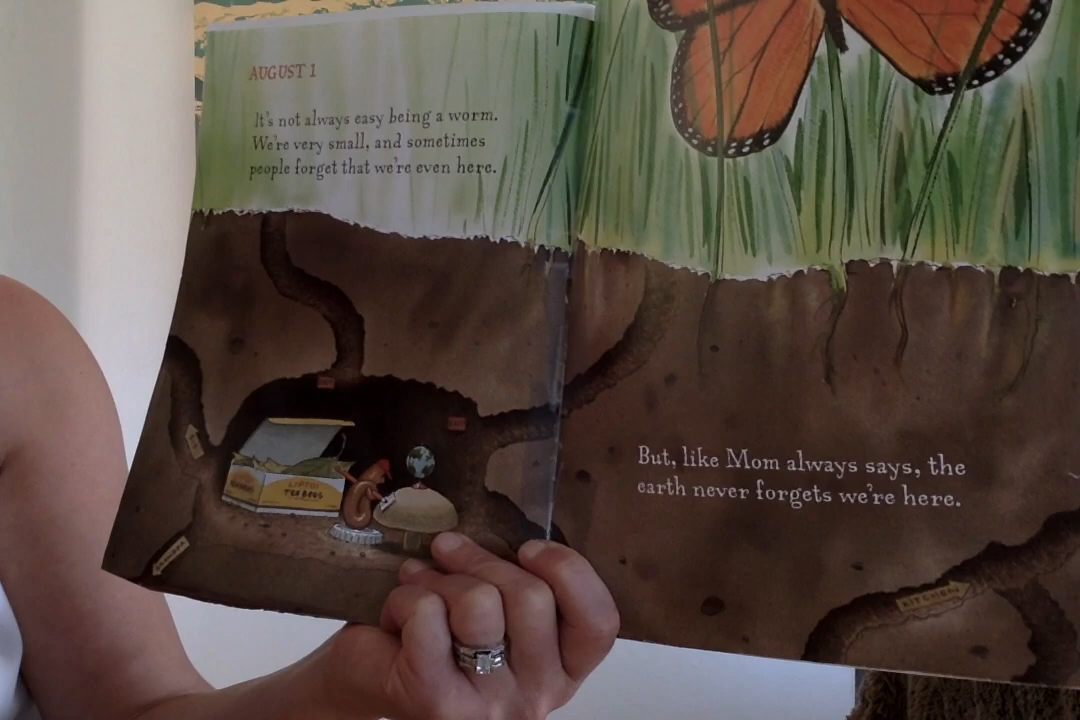 AUGUST 1
It's not always easy being a worm.
We're very small, and sometimes
people forget that we're even here.
TEA BAGS
But, like Mom always says, the
earth never forgets we're here.
KITCHEN